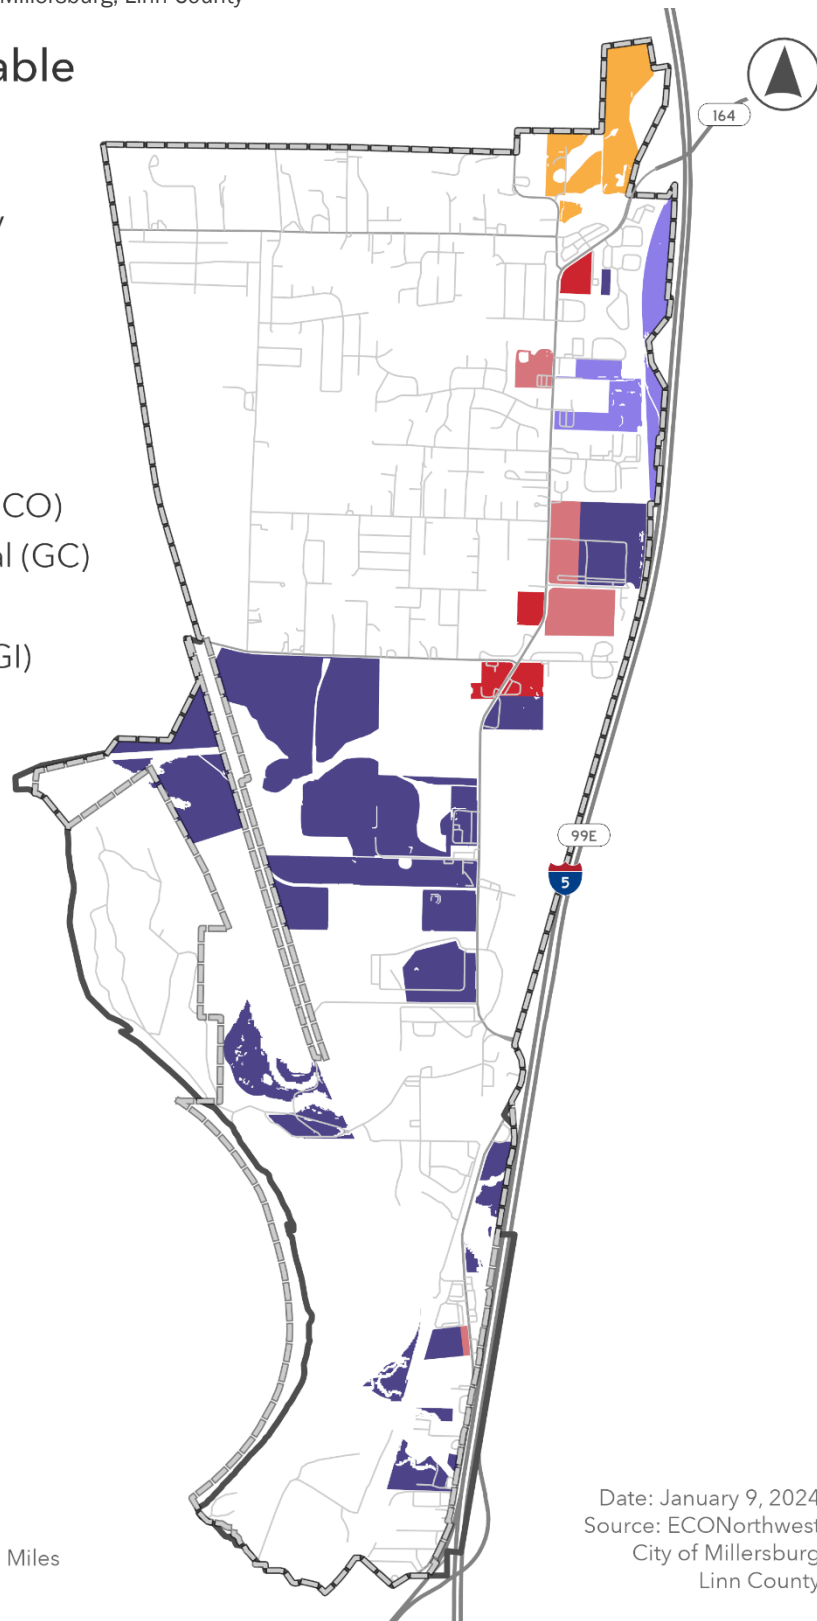 Millersburg, Linn County
able
y
CO)
al (GC)
GI)
164
99E
5
Miles
Date: January 9, 2024
Source: ECONorthwest
City of Millersburg
Linn County